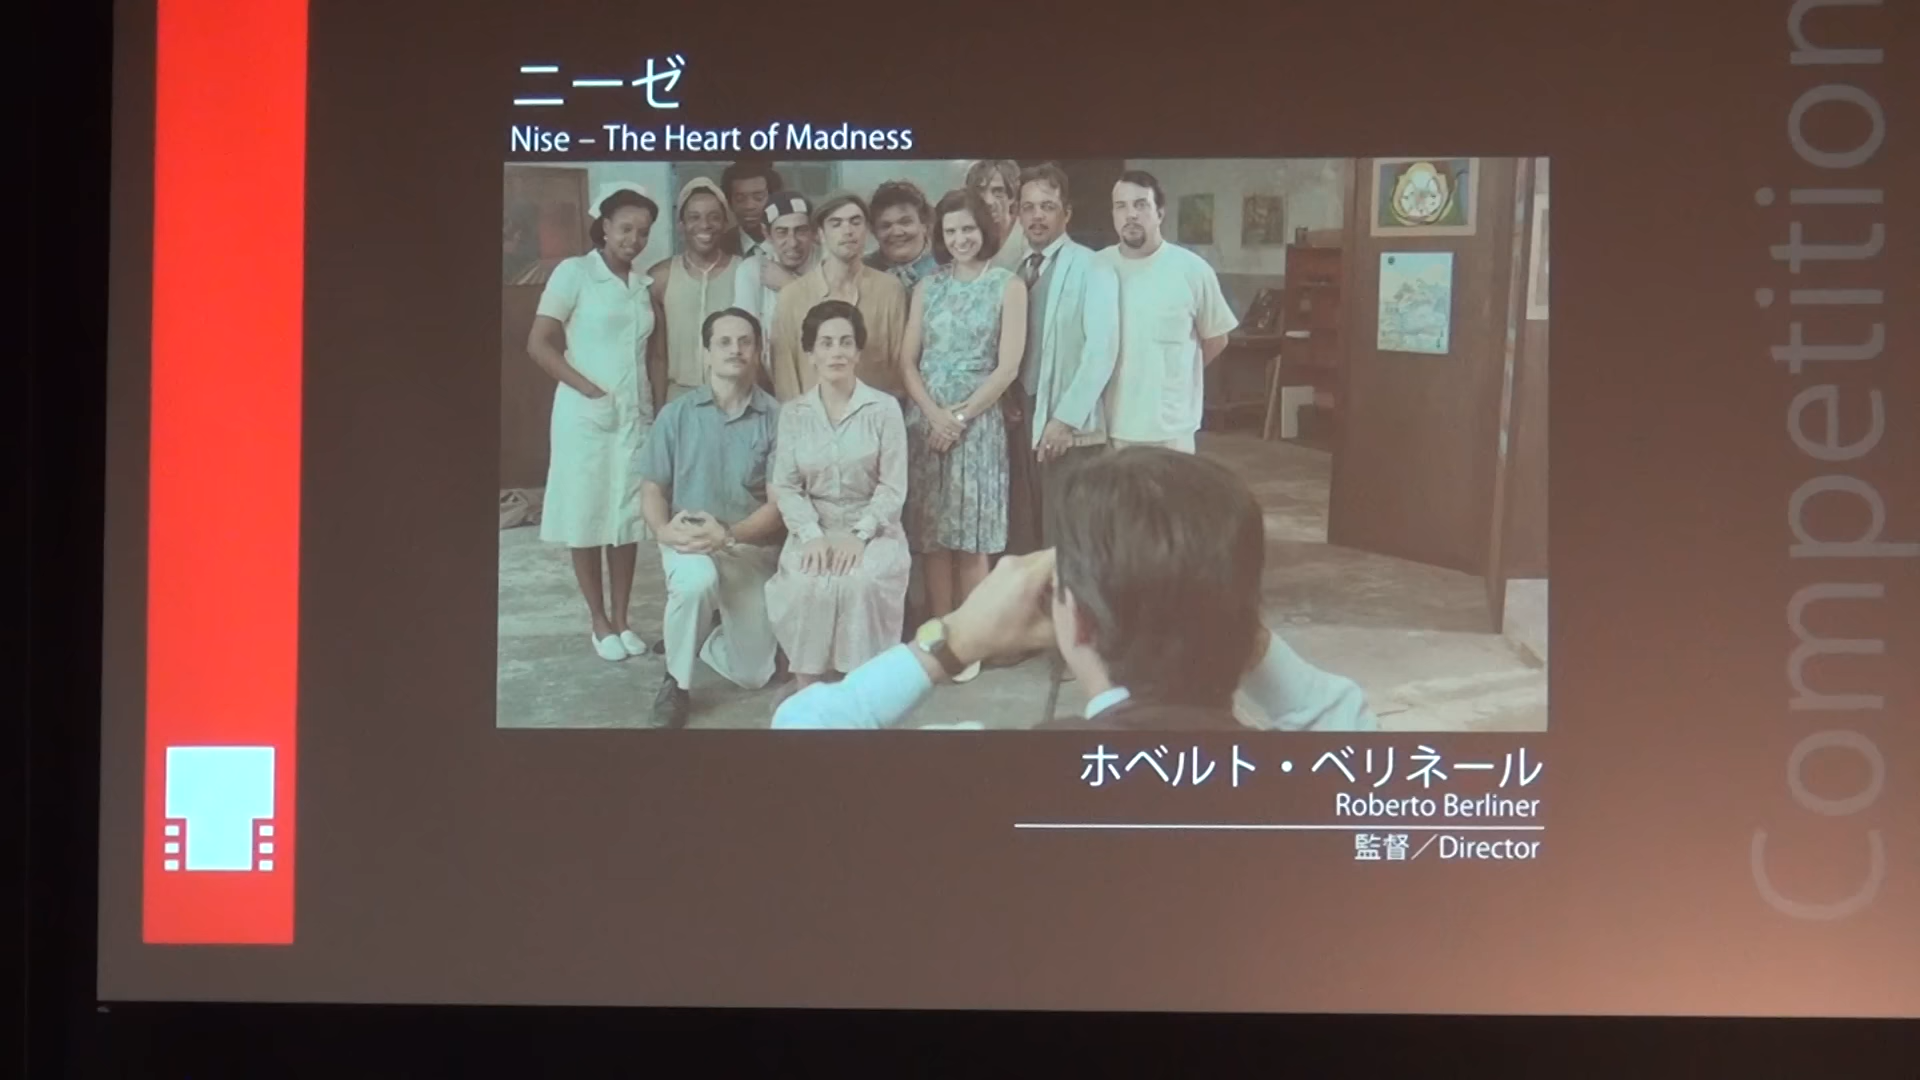 ニーゼ
Nise – The Heart of Madness
ホベルト・ベリネール
Roberto Berliner
監督／Director
Competition